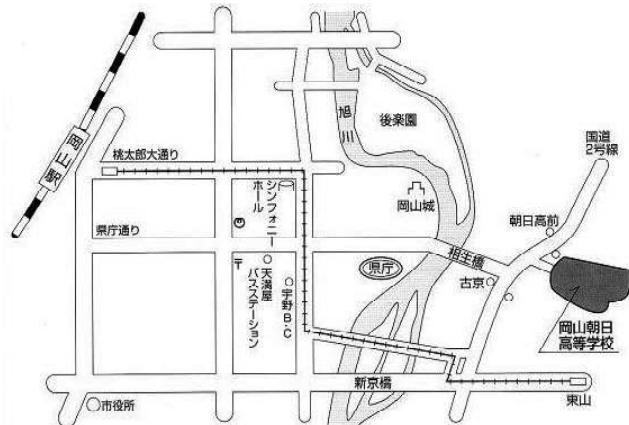 岡山駅
桃太郎大通り
県庁通り
シンフォニー
ホール
天満屋
バスステーション
宇野B・C
市役所
旭川
後楽園
岡山城
県庁
相生橋
古京
新京橋
東山
国道
2号線
朝日高前
岡山朝日
高等学校